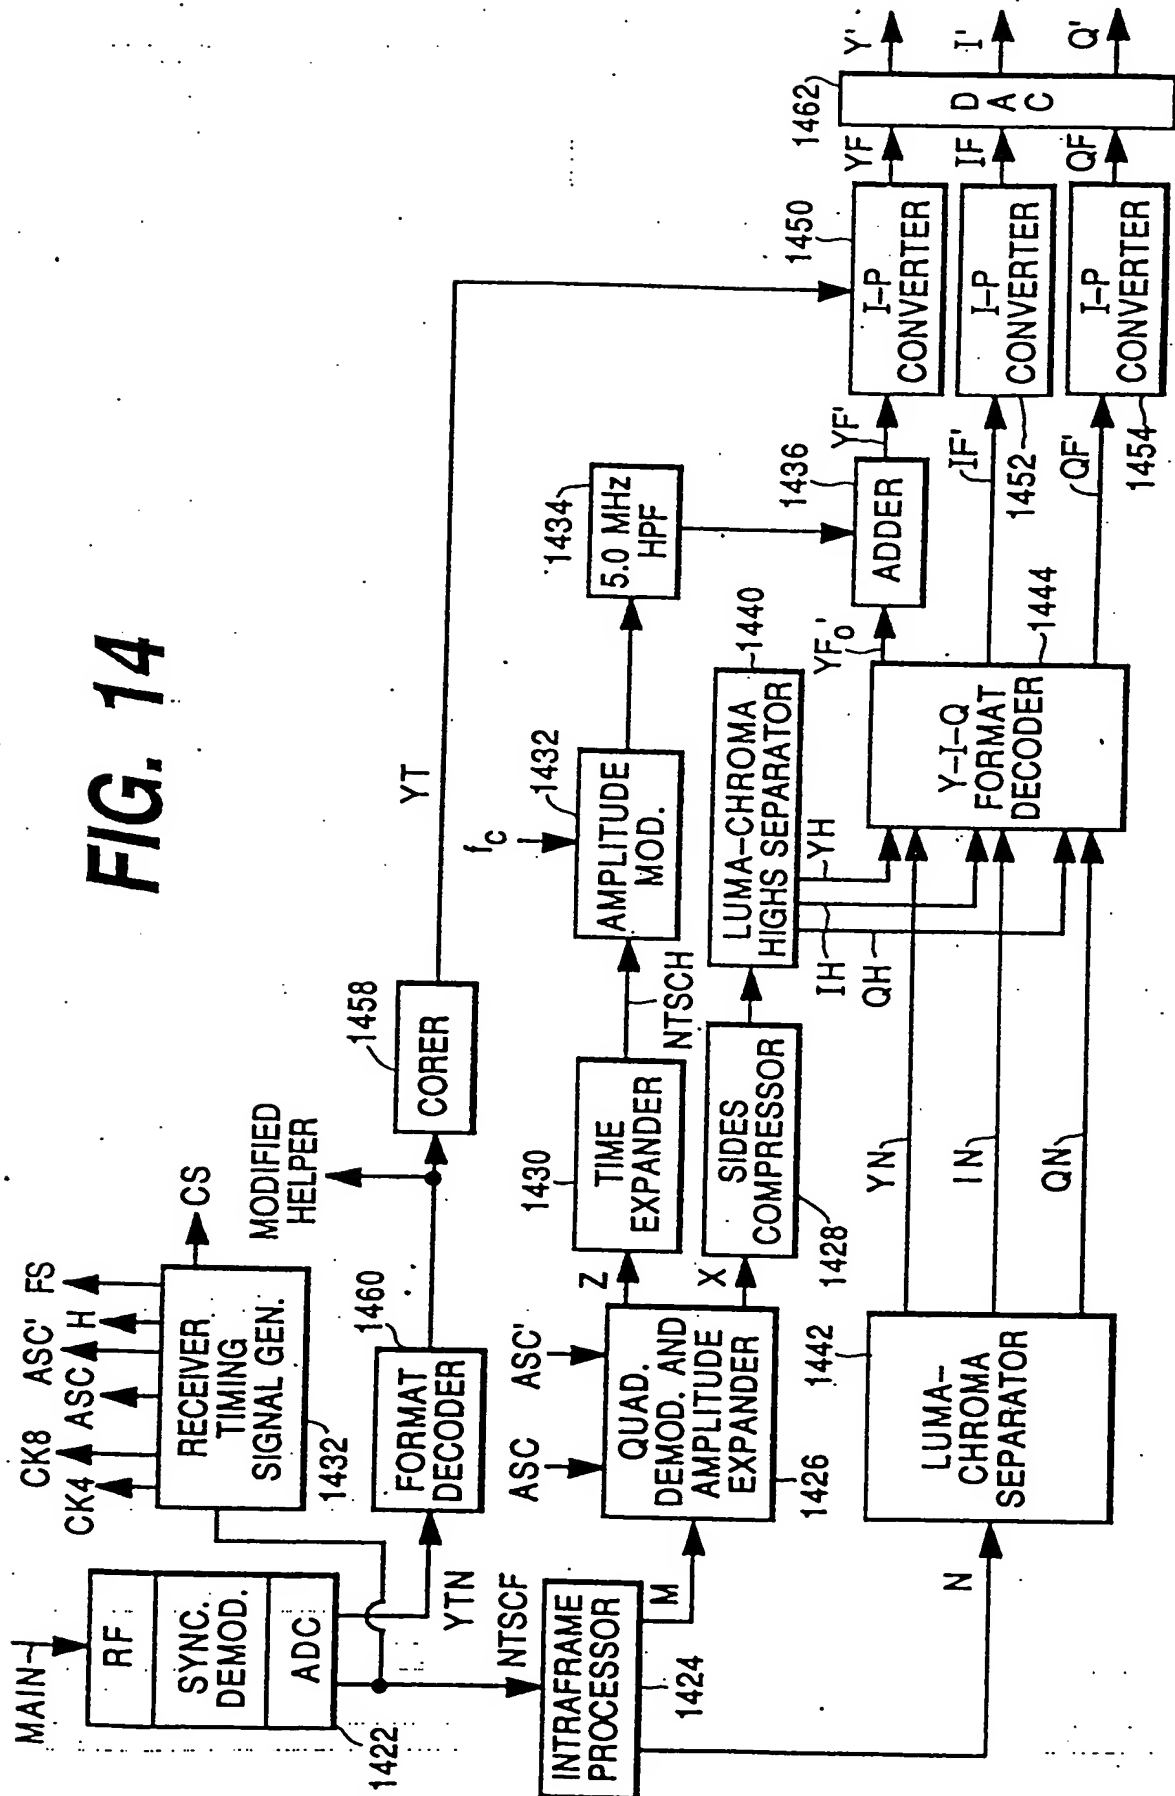 FIG. 14
MAIN
RF
SYNC.
DEMOD.
ADC
1422
CK4
CK8
ASC
ASC'
H
FS
CS
RECEIVER
TIMING
SIGNAL GEN.
1432
MODIFIED
HELPER
YTN
FORMAT
DECODER
1460
CORER
1458
YT
NTSCF
INTRAFRAME
PROCESSOR
1424
M
N
ASC
ASC'
QUAD.
DEMOD. AND
AMPLITUDE
EXPANDER
1426
Z
X
TIME
EXPANDER
1430
NTSCH
SIDES
COMPRESSOR
1428
fc
AMPLITUDE
MOD.
1432
5.0 MHz
HPF
1434
LUMA-CHROMA
HIGHS SEPARATOR
1440
YH
IH
QH
LUMA-
CHROMA
SEPARATOR
1442
YN
IN
QN
Y-I-Q
FORMAT
DECODER
1444
YFO'
ADDER
1436
YF'
IF'
QF'
I-P
CONVERTER
1450
I-P
CONVERTER
1452
I-P
CONVERTER
1454
YF
IF
QF
DAC
1462
Y'
I'
Q'